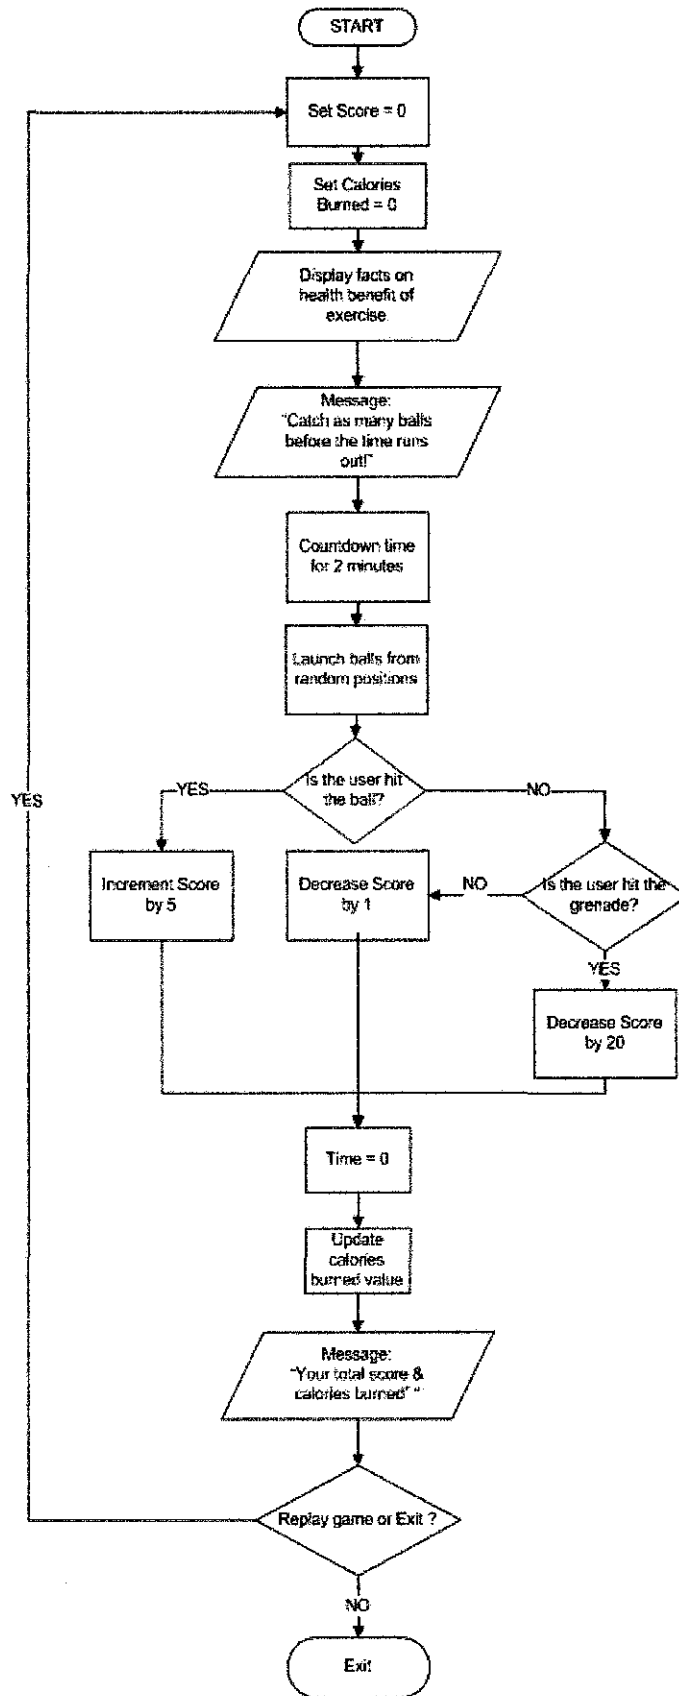 START
Set Score = 0
Set Calories
Burned = 0
Display facts on
health benefit of
exercise.
Message:
"Catch as many balls
before the time runs
out!"
Countdown time
for 2 minutes
Launch balls from
random positions
Is the user hit
the ball?
YES
NO
YES
Increment Score
by 5
Decrease Score
by 1
NO
Is the user hit the
grenade?
YES
Decrease Score
by 20
Time = 0
Update
calories
burned value
Message:
"Your total score &
calories burned" "
Replay game or Exit ?
NO
Exit